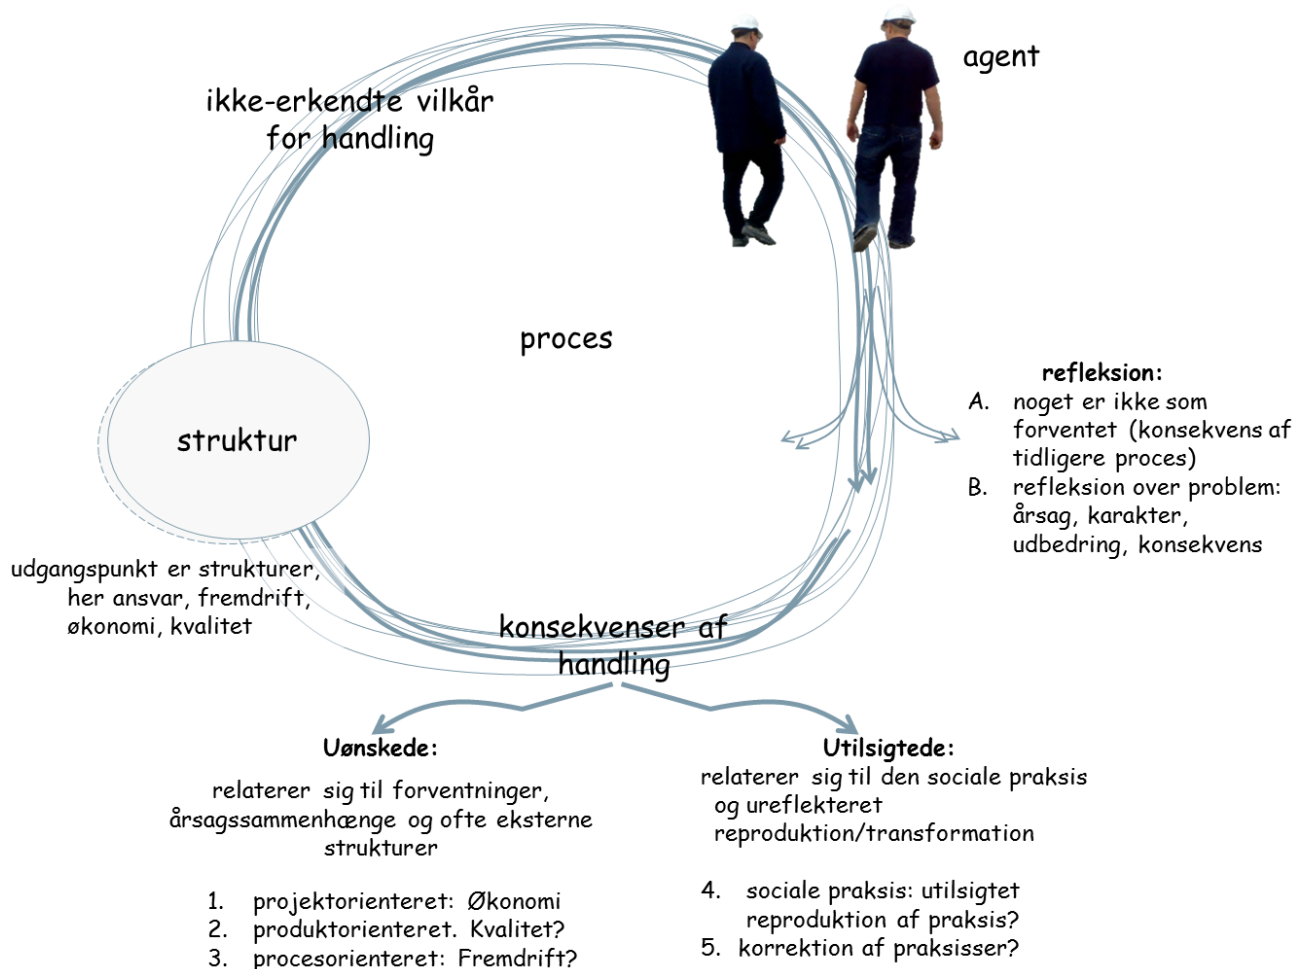 agent
ikke-erkendte vilkår
for handling
proces
struktur
refleksion:
A. noget er ikke som
forventet (konsekvens af
tidligere proces)
B. refleksion over problem:
årsag, karakter,
udbedring, konsekvens
udgangspunkt er strukturer,
her ansvar, fremdrift,
økonomi, kvalitet
konsekvenser af
handling
Uønskede:
relaterer sig til forventninger,
årsagssammenhænge og ofte eksterne
strukturer
1. projektorienteret: Økonomi
2. produktorienteret. Kvalitet?
3. procesorienteret: Fremdrift?
Utilsigtede:
relaterer sig til den sociale praksis
og ureflekteret
reproduktion/transformation
4. sociale praksis: utilsigtet
reproduktion af praksis?
5. korrektion af praksisser?